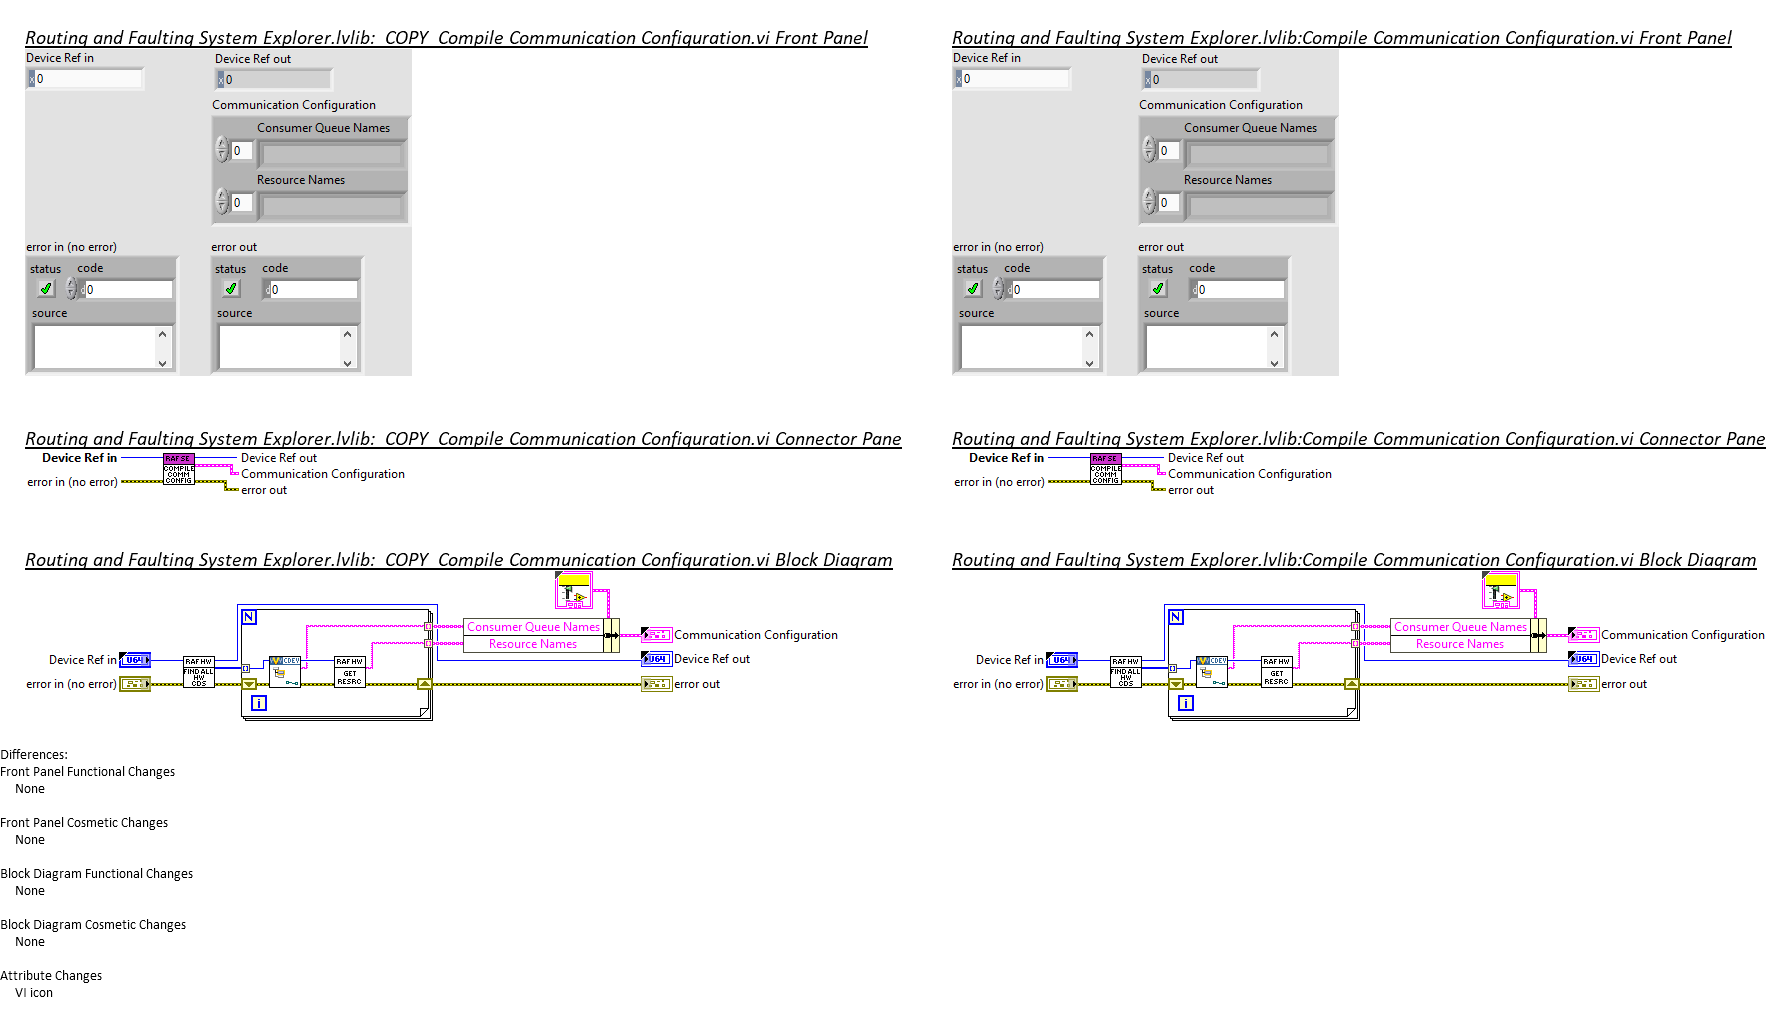 Routing and Faulting System Explorer.lvlib:_COPY_Compile Communication Configuration.vi Front Panel
Device Ref in
Device Ref out
x 0
x 0
Communication Configuration
Consumer Queue Names
0
Resource Names
0
error in (no error)
error out
status
code
status
code
d 0
d 0
source
source
Routing and Faulting System Explorer.lvlib:Compile Communication Configuration.vi Front Panel
Device Ref in
Device Ref out
x 0
x 0
Communication Configuration
Consumer Queue Names
0
Resource Names
0
error in (no error)
error out
status
code
status
code
d 0
d 0
source
source
Routing and Faulting System Explorer.lvlib:_COPY_Compile Communication Configuration.vi Connector Pane
Device Ref in
RAF SE
COMPILE
COMM
CONFIG
Device Ref out
Communication Configuration
error in (no error)
error out
Routing and Faulting System Explorer.lvlib:Compile Communication Configuration.vi Connector Pane
Device Ref in
RAF SE
COMPILE
COMM
CONFIG
Device Ref out
Communication Configuration
error in (no error)
error out
Routing and Faulting System Explorer.lvlib:_COPY_Compile Communication Configuration.vi Block Diagram
N
Consumer Queue Names
Resource Names
Communication Configuration
Device Ref in
U64
RAF HW
FIND ALL
HW
CDS
CDEV
RAF HW
GET
RESRC
U64
Device Ref out
error in (no error)
error out
i
Routing and Faulting System Explorer.lvlib:Compile Communication Configuration.vi Block Diagram
N
Consumer Queue Names
Resource Names
Communication Configuration
Device Ref in
U64
RAF HW
FIND ALL
HW
CDS
CDEV
RAF HW
GET
RESRC
U64
Device Ref out
error in (no error)
error out
i
Differences:
Front Panel Functional Changes
None
Front Panel Cosmetic Changes
None
Block Diagram Functional Changes
None
Block Diagram Cosmetic Changes
None
Attribute Changes
VI icon